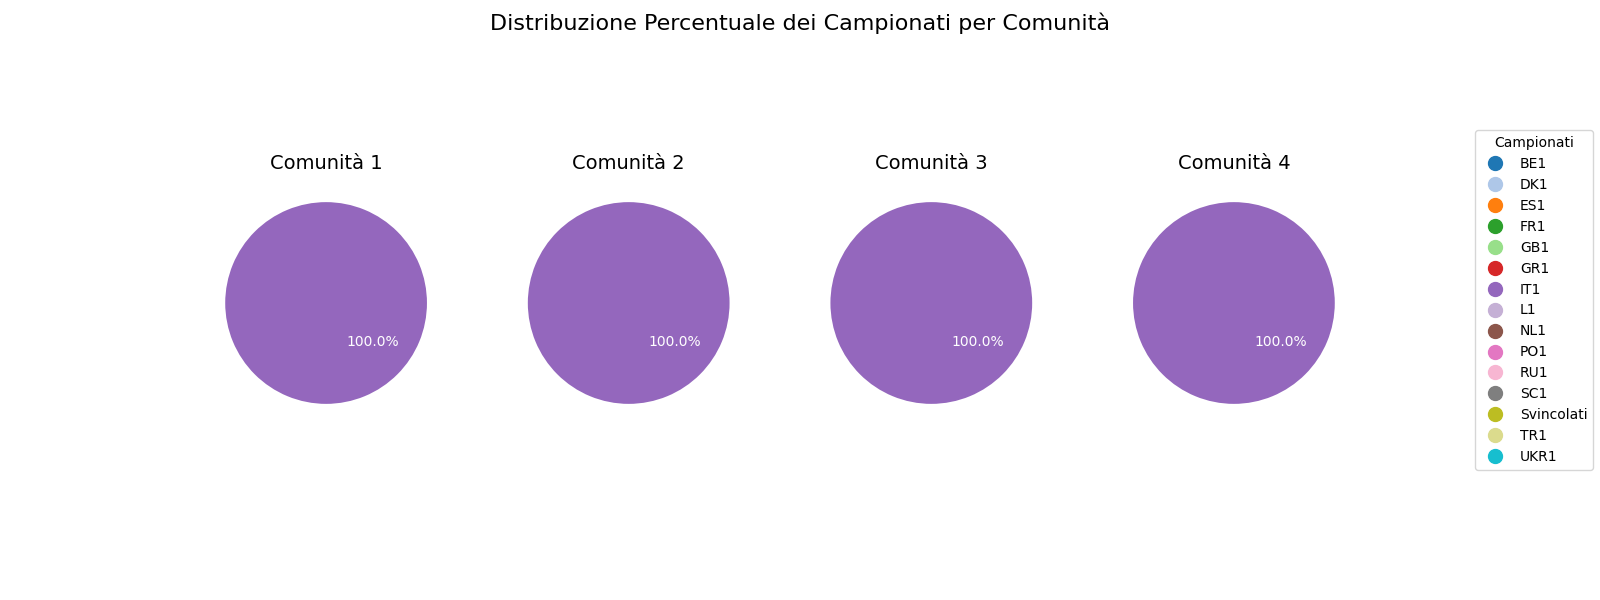 Distribuzione Percentuale dei Campionati per Comunità
Comunità 1
100.0%
Comunità 2
100.0%
Comunità 3
100.0%
Comunità 4
100.0%
Campionati
BE1
DK1
ES1
FR1
GB1
GR1
IT1
L1
NL1
PO1
RU1
SC1
Svincolati
TR1
UKR1